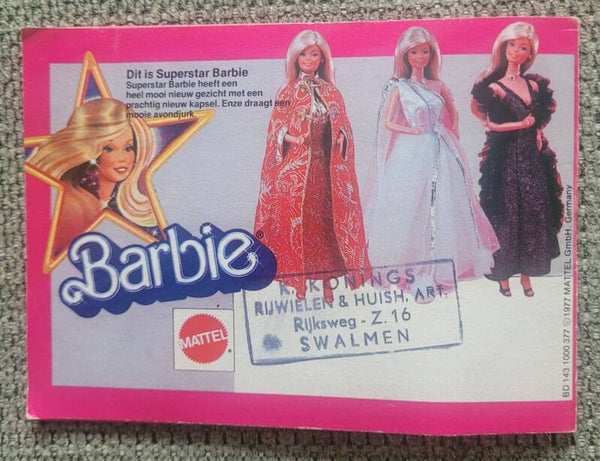 Dit is Superstar Barbie
Superstar Barbie heeft een
heel mooi nieuw gezicht met een
prachtig nieuw kapsel. Enze draagt een
mooie avondjurk
Barbie®
MATTEL
KONINGS
RIJWIELEN & HUISH. ART.
Rijksweg - Z. 16
SWALMEN
BD 143 1000 377 ©1977 MATTEL GmbH. Germany